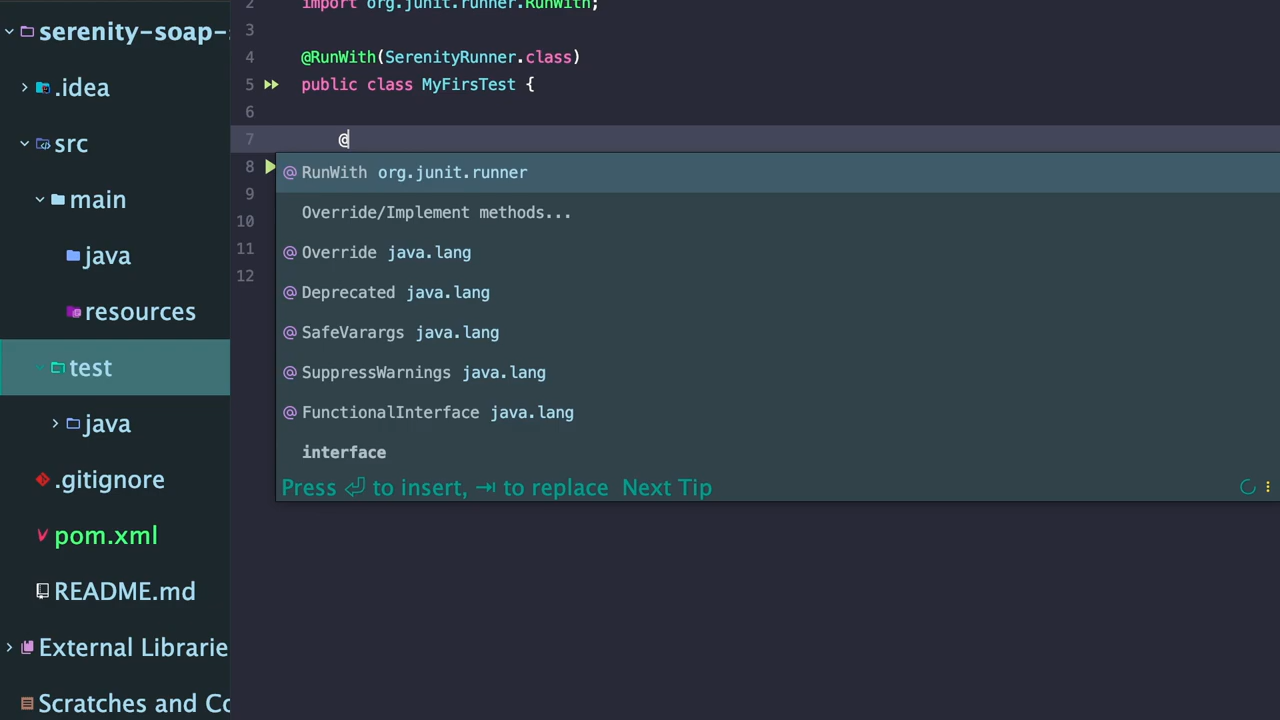 serenity-soap-
.idea
src
main
java
resources
test
java
.gitignore
pom.xml
README.md
External Librarie
Scratches and Co
2 import org.junit.runner.RunWith;
3
4 @RunWith(SerenityRunner.class)
5 public class MyFirsTest {
6
7 @
8
9
10
11
12
@ RunWith org.junit.runner
Override/Implement methods...
@ Override java.lang
@ Deprecated java.lang
@ SafeVarargs java.lang
@ SuppressWarnings java.lang
@ FunctionalInterface java.lang
interface
Press ⏎ to insert, ⇥ to replace Next Tip